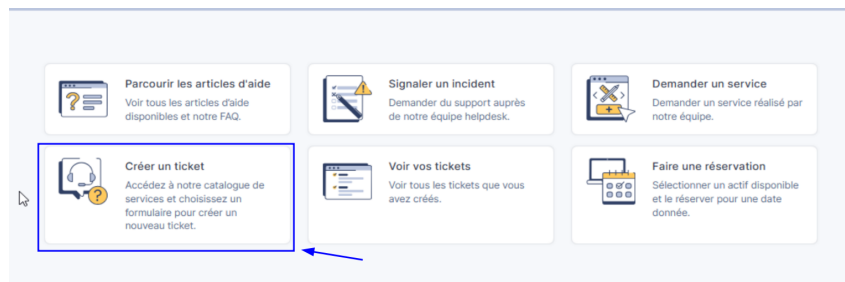 Parcourir les articles d'aide
Voir tous les articles d'aide
disponibles et notre FAQ.
Signaler un incident
Demander du support auprès
de notre équipe helpdesk.
Demander un service
Demander un service réalisé par
notre équipe.
Créer un ticket
Accédez à notre catalogue de
services et choisissez un
formulaire pour créer un
nouveau ticket.
Voir vos tickets
Voir tous les tickets que vous
avez créés.
Faire une réservation
Sélectionner un actif disponible
et le réserver pour une date
donnée.